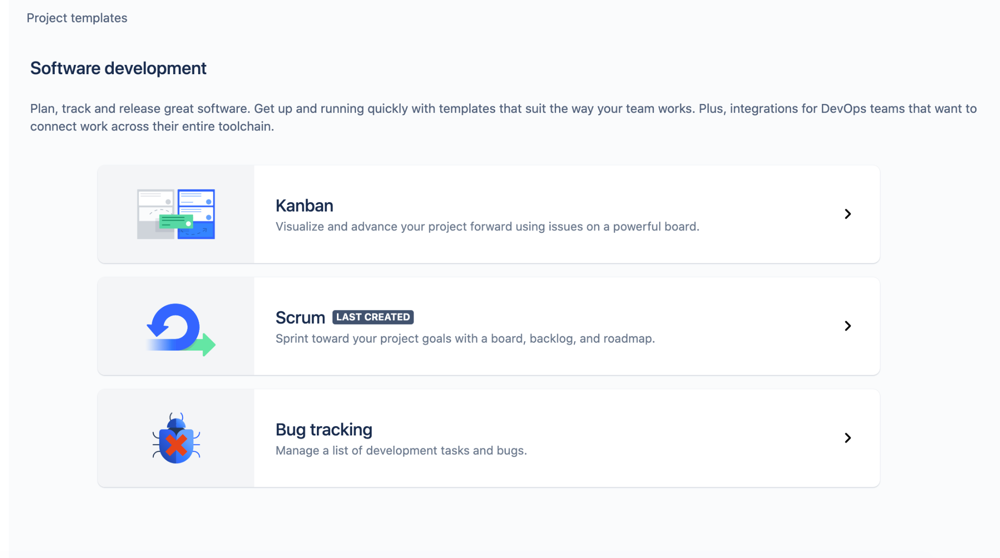 Project templates
Software development
Plan, track and release great software. Get up and running quickly with templates that suit the way your team works. Plus, integrations for DevOps teams that want to
connect work across their entire toolchain.
Kanban
Visualize and advance your project forward using issues on a powerful board.
Scrum LAST CREATED
Sprint toward your project goals with a board, backlog, and roadmap.
Bug tracking
Manage a list of development tasks and bugs.